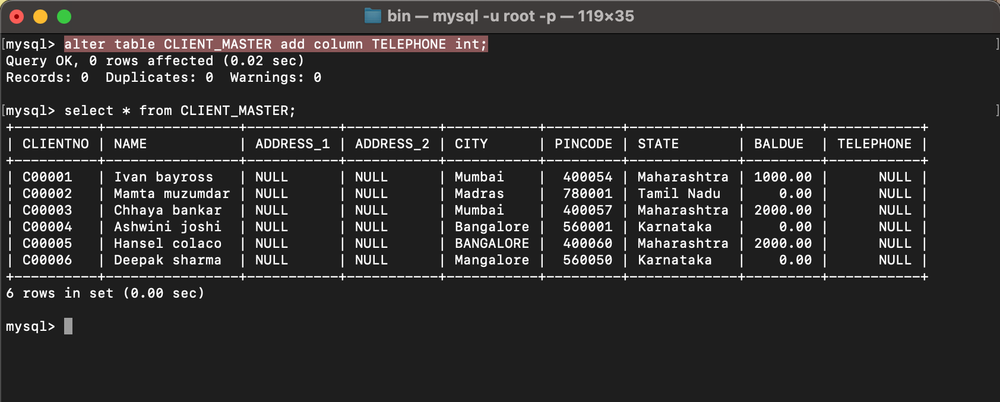 bin — mysql -u root -p — 119×35
[mysql> alter table CLIENT_MASTER add column TELEPHONE int; ]
Query OK, 0 rows affected (0.02 sec)
Records: 0  Duplicates: 0  Warnings: 0
[mysql> select * from CLIENT_MASTER; ]
+----------+----------------+-----------+-----------+-----------+---------+-------------+---------+-----------+
| CLIENTNO | NAME           | ADDRESS_1 | ADDRESS_2 | CITY      | PINCODE | STATE       | BALDUE  | TELEPHONE |
+----------+----------------+-----------+-----------+-----------+---------+-------------+---------+-----------+
| C00001   | Ivan bayross   | NULL      | NULL      | Mumbai    |  400054 | Maharashtra | 1000.00 |      NULL |
| C00002   | Mamta muzumdar | NULL      | NULL      | Madras    |  780001 | Tamil Nadu  |    0.00 |      NULL |
| C00003   | Chhaya bankar  | NULL      | NULL      | Mumbai    |  400057 | Maharashtra | 2000.00 |      NULL |
| C00004   | Ashwini joshi  | NULL      | NULL      | Bangalore |  560001 | Karnataka   |    0.00 |      NULL |
| C00005   | Hansel colaco  | NULL      | NULL      | BANGALORE |  400060 | Maharashtra | 2000.00 |      NULL |
| C00006   | Deepak sharma  | NULL      | NULL      | Mangalore |  560050 | Karnataka   |    0.00 |      NULL |
+----------+----------------+-----------+-----------+-----------+---------+-------------+---------+-----------+
6 rows in set (0.00 sec)
mysql>